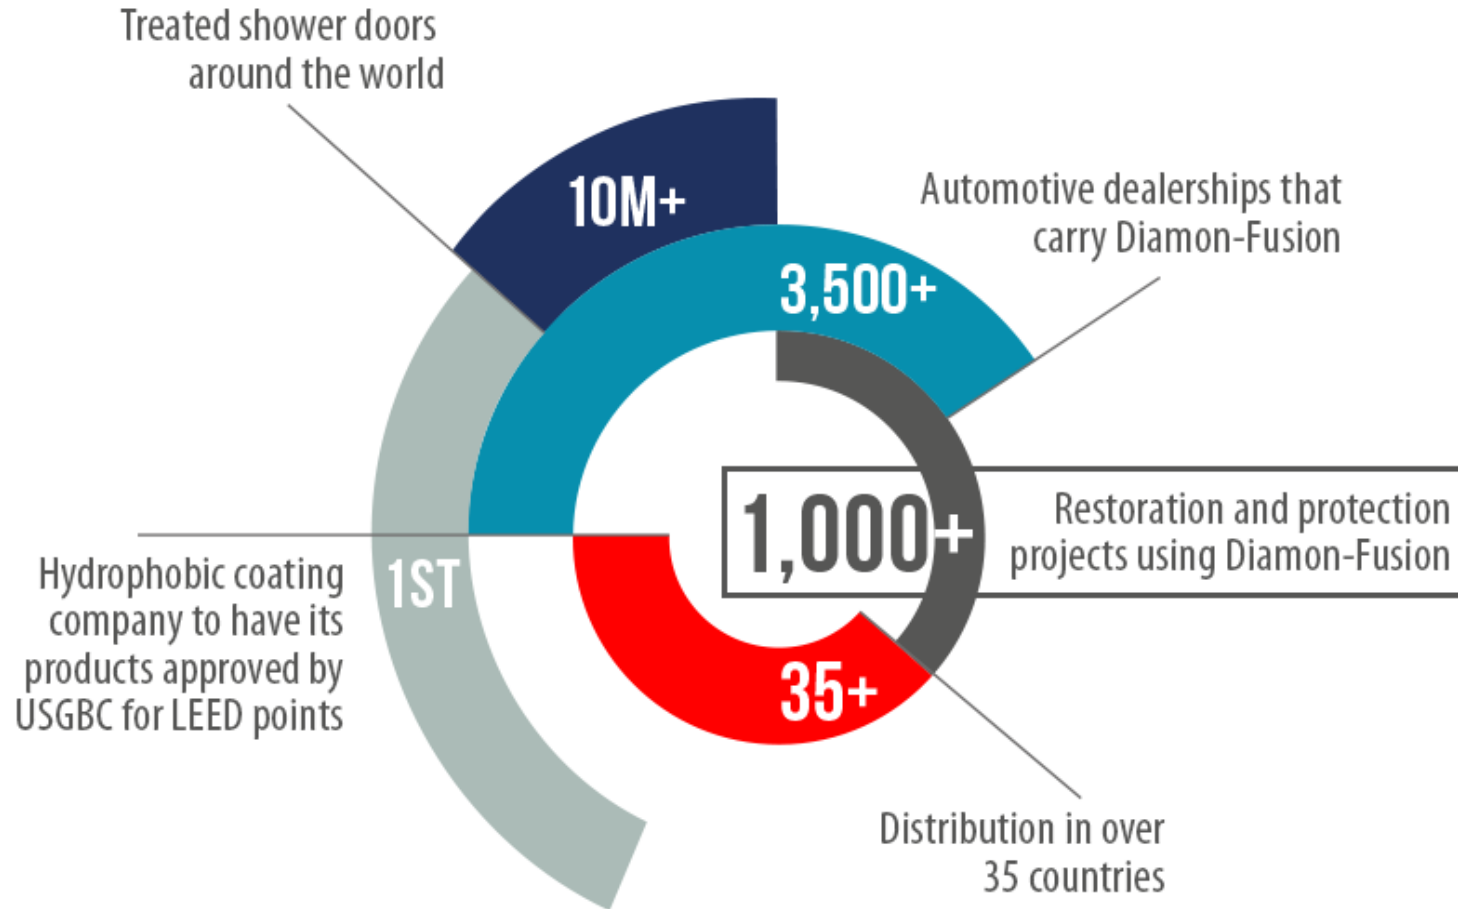 Treated shower doors
around the world
10M+
Automotive dealerships that
carry Diamon-Fusion
3,500+
1,000+
Restoration and protection
projects using Diamon-Fusion
1ST
Hydrophobic coating
company to have its
products approved by
USGBC for LEED points
35+
Distribution in over
35 countries